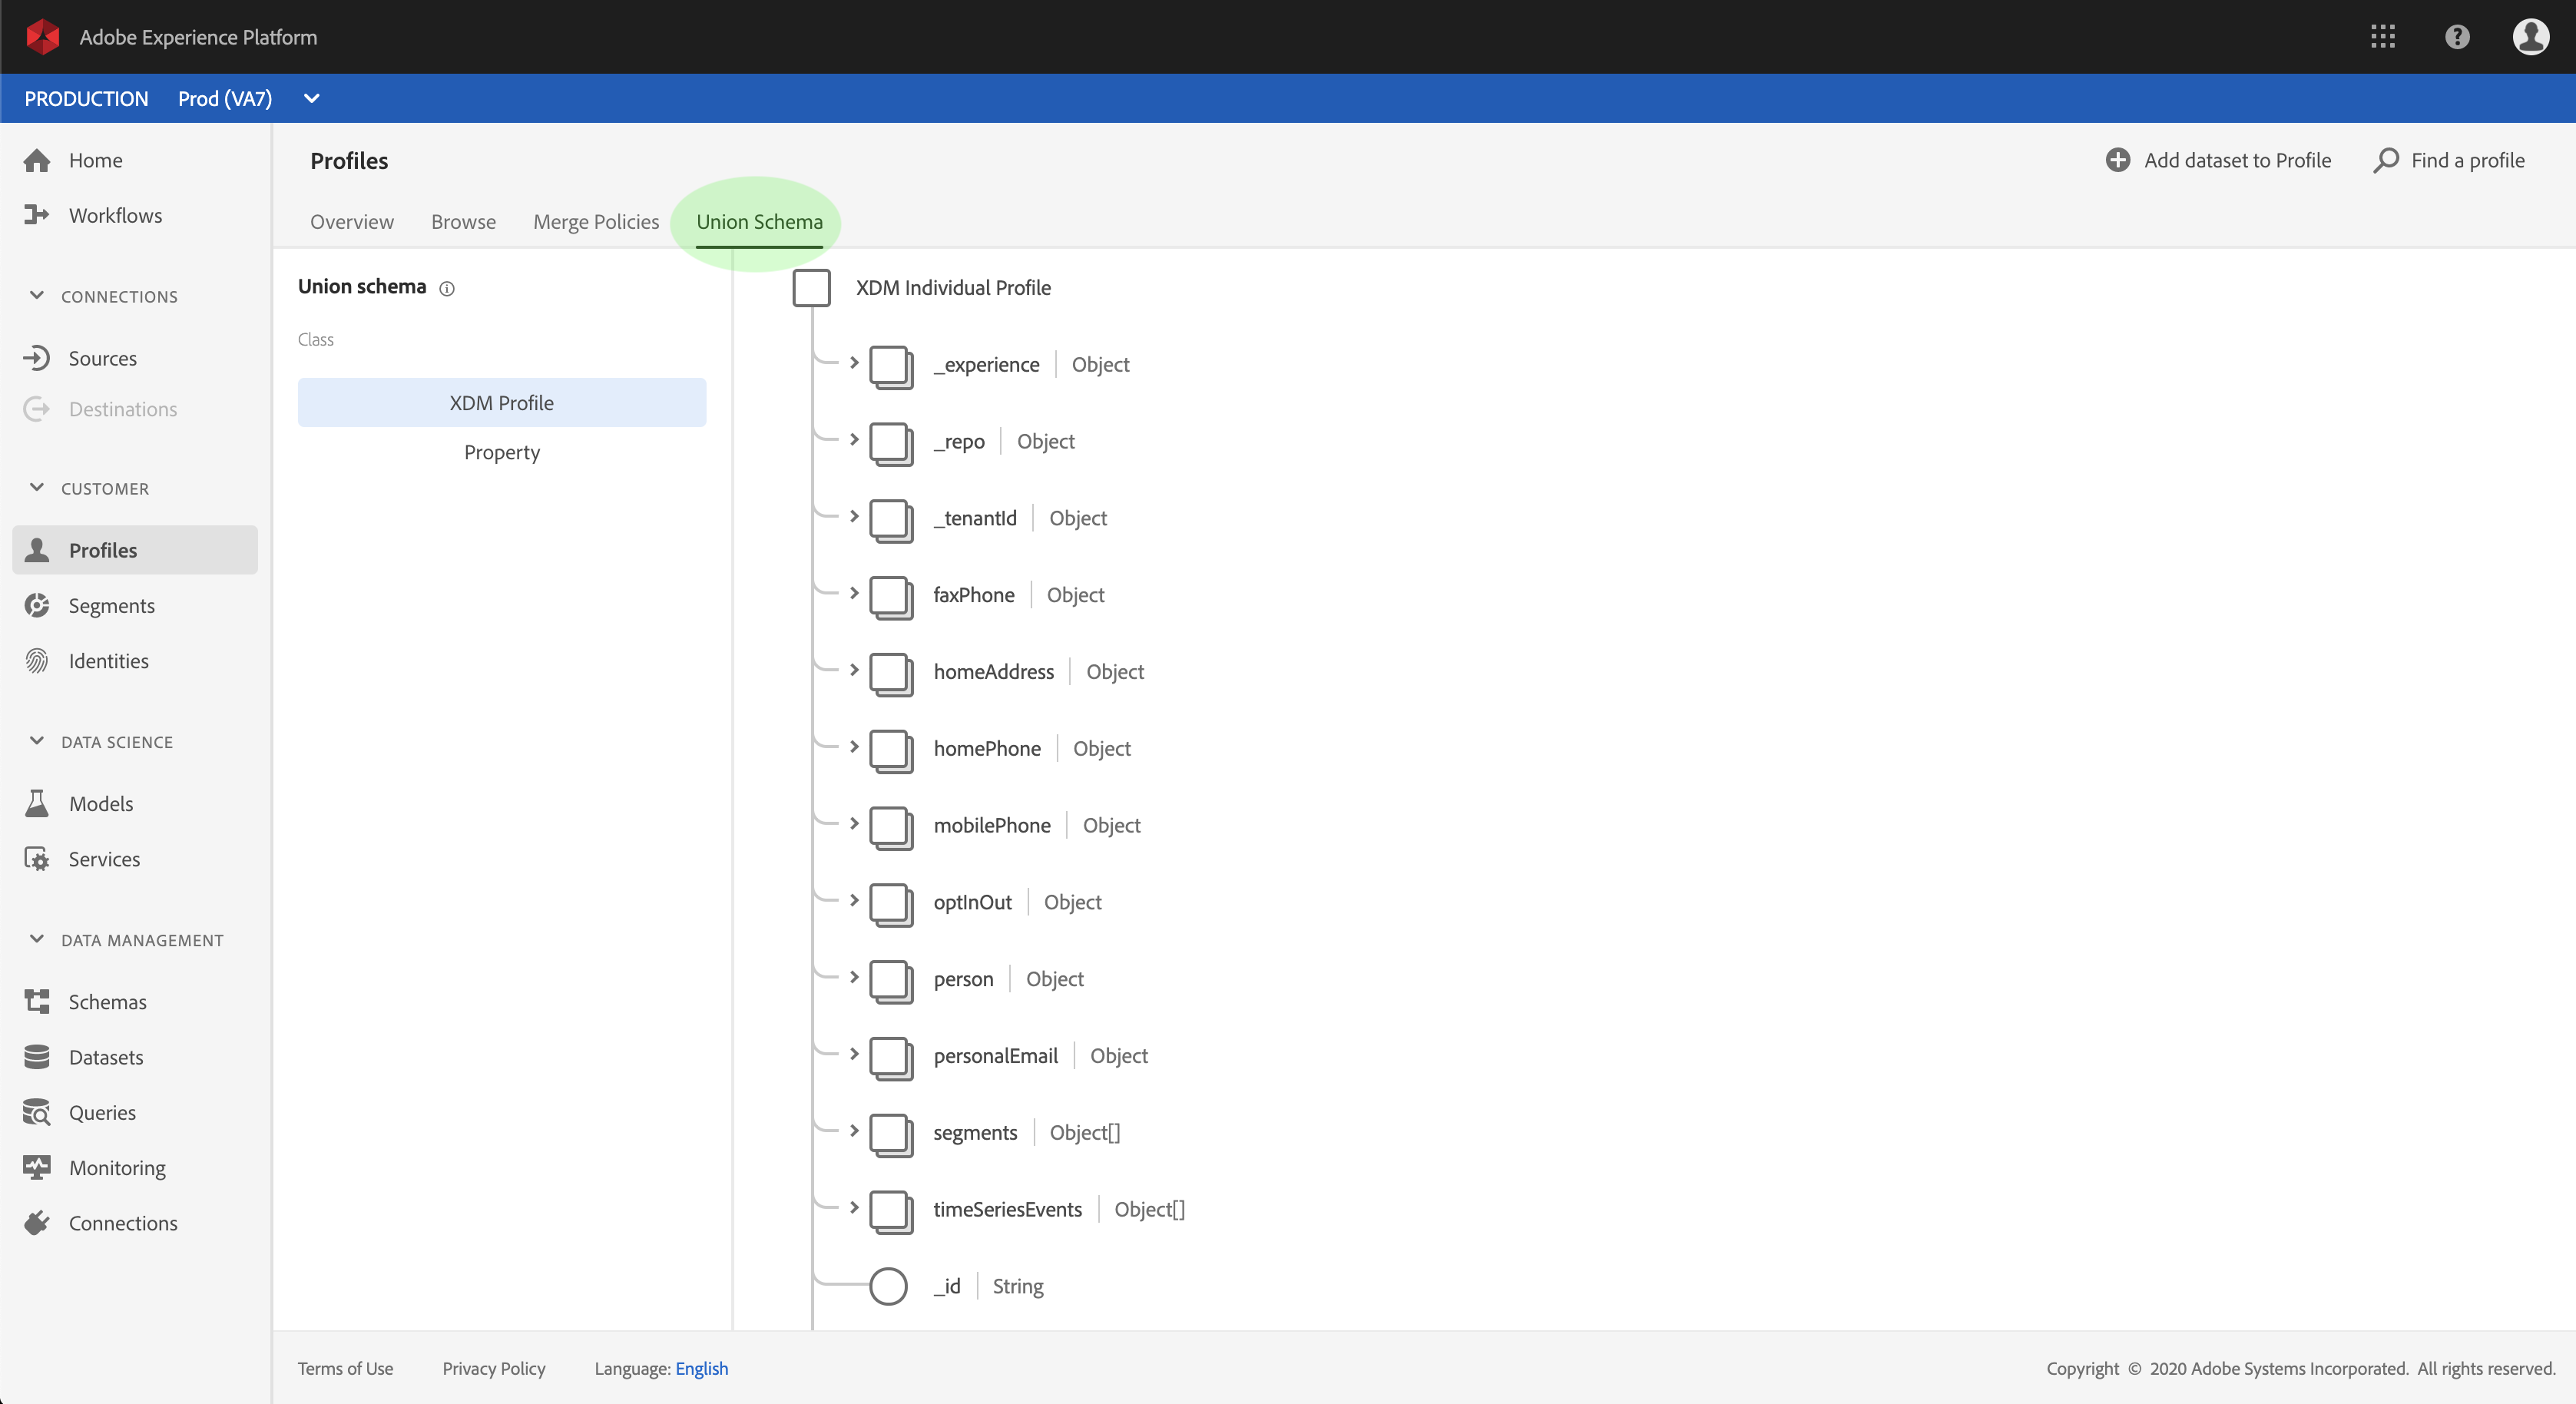 Adobe Experience Platform
PRODUCTION Prod (VA7)
Home
Workflows
CONNECTIONS
Sources
Destinations
CUSTOMER
Profiles
Segments
Identities
DATA SCIENCE
Models
Services
DATA MANAGEMENT
Schemas
Datasets
Queries
Monitoring
Connections
Profiles
Add dataset to Profile Find a profile
Overview Browse Merge Policies Union Schema
Union schema
Class
XDM Profile
Property
XDM Individual Profile
_experience Object
_repo Object
_tenantId Object
faxPhone Object
homeAddress Object
homePhone Object
mobilePhone Object
optInOut Object
person Object
personalEmail Object
segments Object[]
timeSeriesEvents Object[]
_id String
Terms of Use Privacy Policy Language: English Copyright © 2020 Adobe Systems Incorporated. All rights reserved.